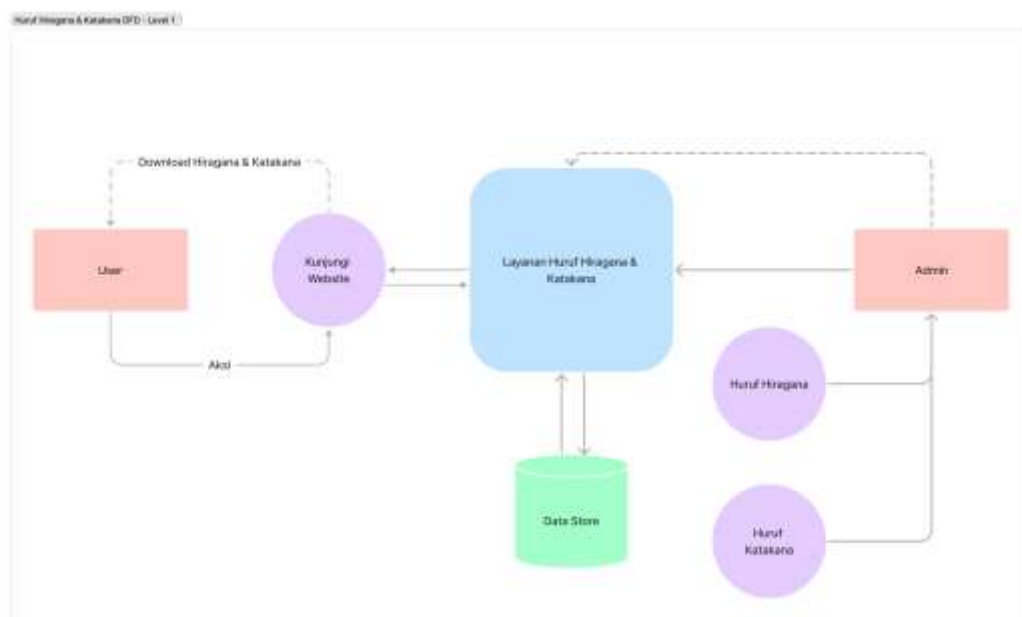 Huruf Hiragana & Katakana DFD - Level 1
Download Hiragana & Katakana
User
Kunjungi
Website
Layanan Huruf Hiragana &
Katakana
Admin
Aksi
Huruf Hiragana
Data Store
Huruf
Katakana